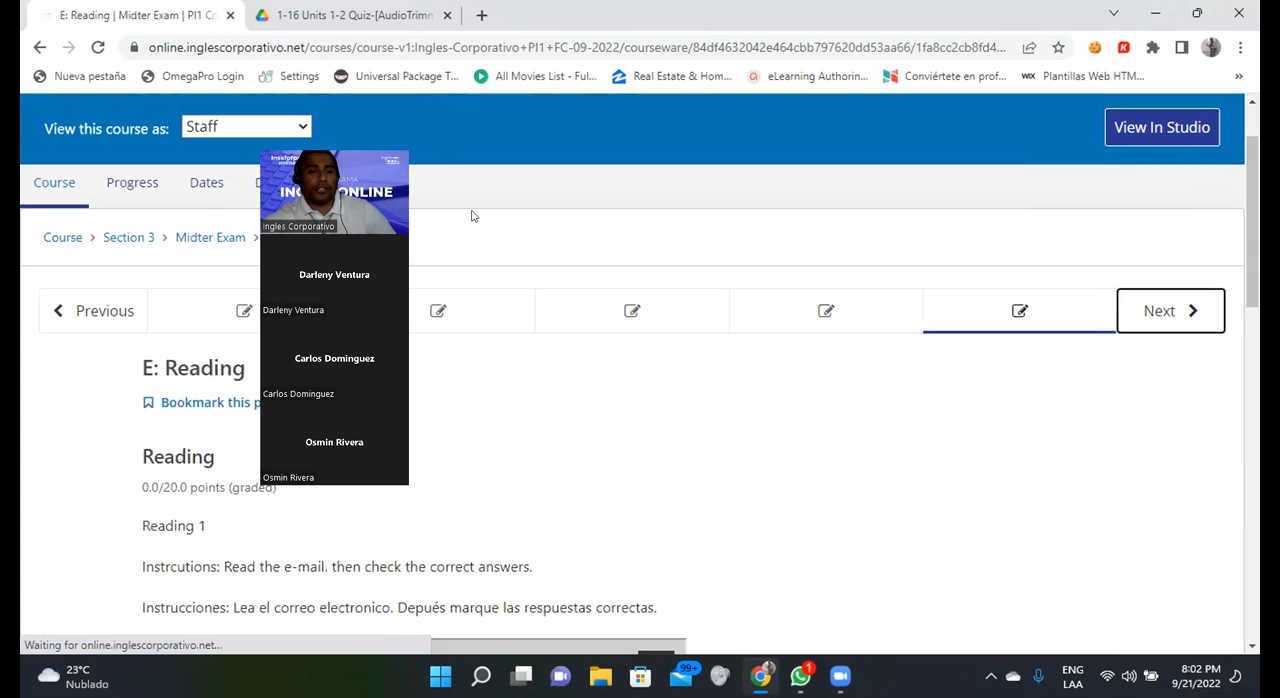 E: Reading | Midter Exam | PI1 Co
1-16 Units 1-2 Quiz-[AudioTrimm
online.inglescorporativo.net/courses/course-v1:Ingles-Corporativo+PI1+FC-09-2022/courseware/84df4632042e464cbb797620dd53aa66/1fa8cc2cb8fd4...
Nueva pestaña
OmegaPro Login
Settings
Universal Package T...
All Movies List - Ful...
Real Estate & Hom...
eLearning Authorin...
Conviértete en prof...
WIX Plantillas Web HTM...
»
View this course as:
Staff
View In Studio
Course
Progress
Dates
D
ONLINE
Ingles Corporativo
Course > Section 3 > Midter Exam >
Darleny Ventura
Darleny Ventura
Carlos Dominguez
Carlos Dominguez
Osmin Rivera
Osmin Rivera
Previous
Next
E: Reading
Bookmark this p
Reading
0.0/20.0 points (graded)
Reading 1
Instrcutions: Read the e-mail. then check the correct answers.
Instrucciones: Lea el correo electronico. Depués marque las respuestas correctas.
Waiting for online.inglescorporativo.net...
23°C
Nublado
99+
1
ENG
LAA
8:02 PM
9/21/2022